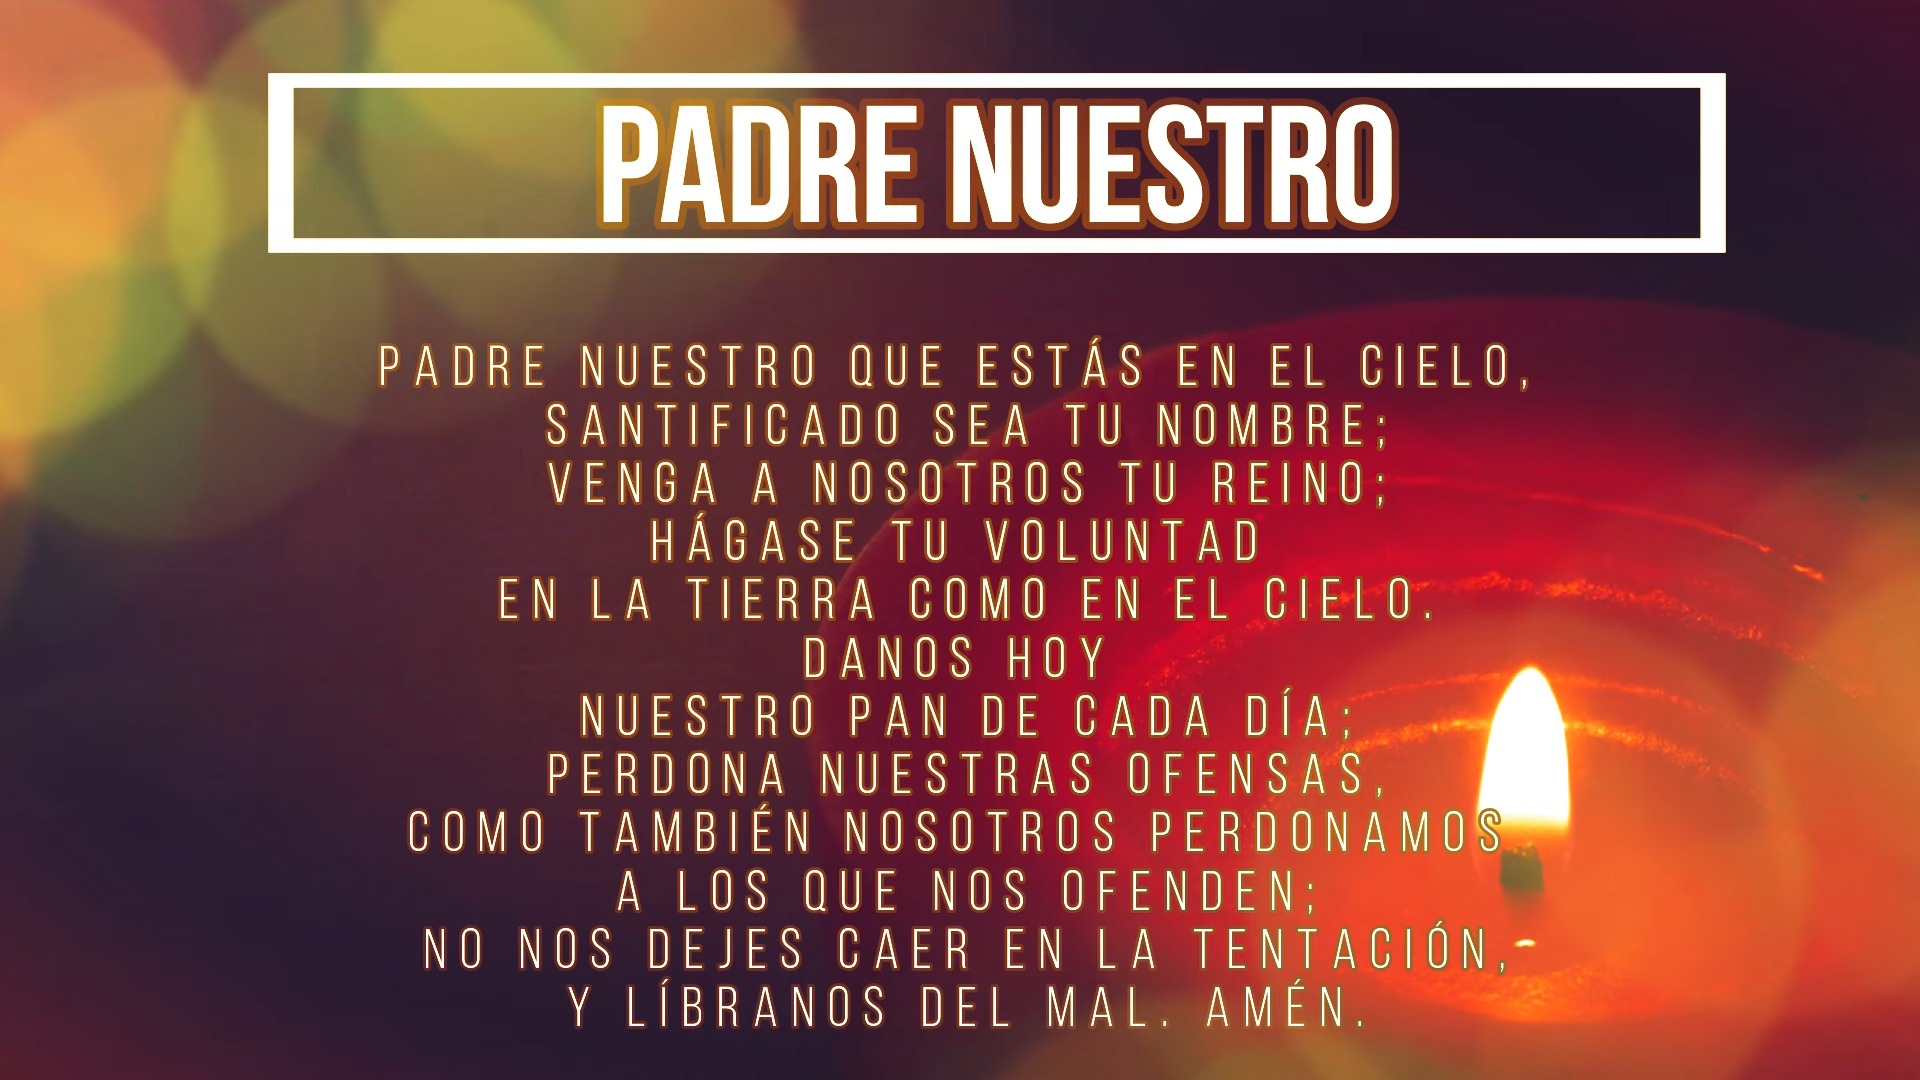 PADRE NUESTRO
PADRE NUESTRO QUE ESTÁS EN EL CIELO,
SANTIFICADO SEA TU NOMBRE;
VENGA A NOSOTROS TU REINO;
HÁGASE TU VOLUNTAD
EN LA TIERRA COMO EN EL CIELO.
DANOS HOY
NUESTRO PAN DE CADA DÍA;
PERDONA NUESTRAS OFENSAS,
COMO TAMBIÉN NOSOTROS PERDONAMOS
A LOS QUE NOS OFENDEN;
NO NOS DEJES CAER EN LA TENTACIÓN,
Y LÍBRANOS DEL MAL. AMÉN.